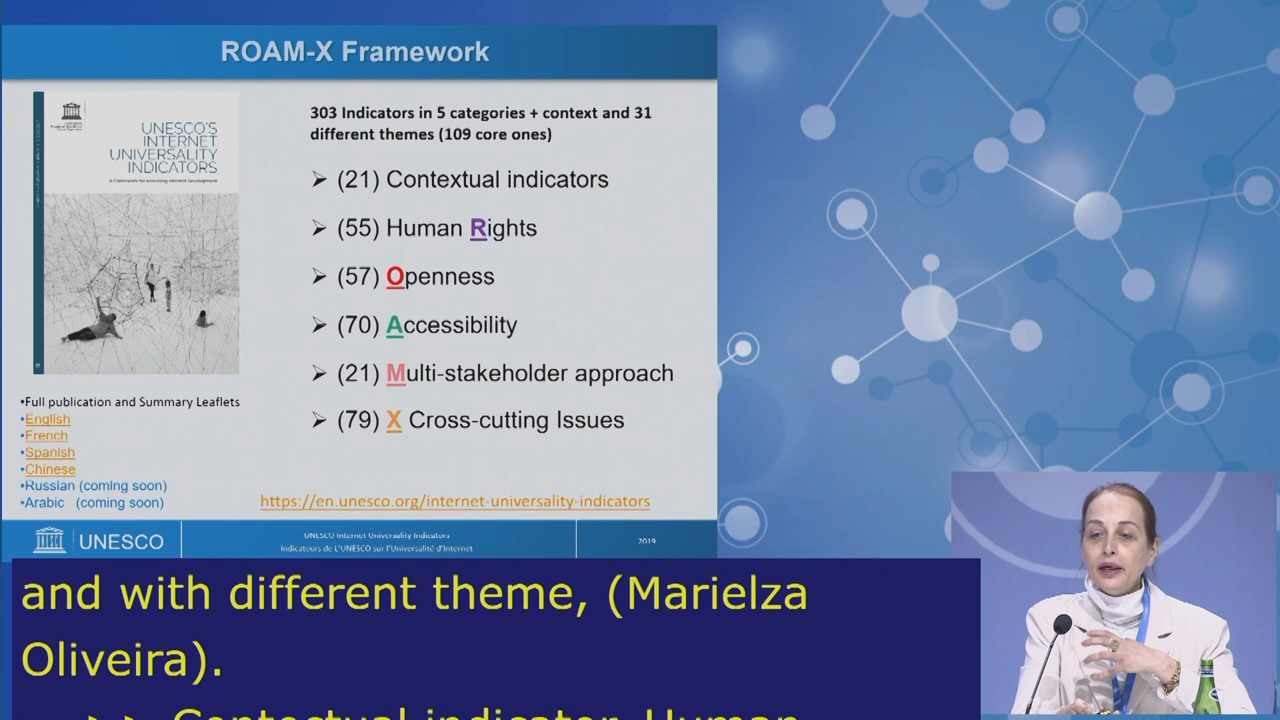 ROAM-X Framework
UNESCO'S
INTERNET
UNIVERSALITY
INDICATORS
A Framework for Assessing Internet Development
303 Indicators in 5 categories + context and 31
different themes (109 core ones)
➢ (21) Contextual indicators
➢ (55) Human Rights
➢ (57) Openness
➢ (70) Accessibility
➢ (21) Multi-stakeholder approach
➢ (79) X Cross-cutting Issues
•Full publication and Summary Leaflets
•English
•French
•Spanish
•Chinese
•Russian (coming soon)
•Arabic (coming soon)
https://en.unesco.org/internet-universality-indicators
UNESCO
UNESCO Internet Universality Indicators
Indicateurs de L'UNESCO sur l'Universalité d'Internet
2019
and with different theme, (Marielza
Oliveira).
>> Contextual indicator, Human